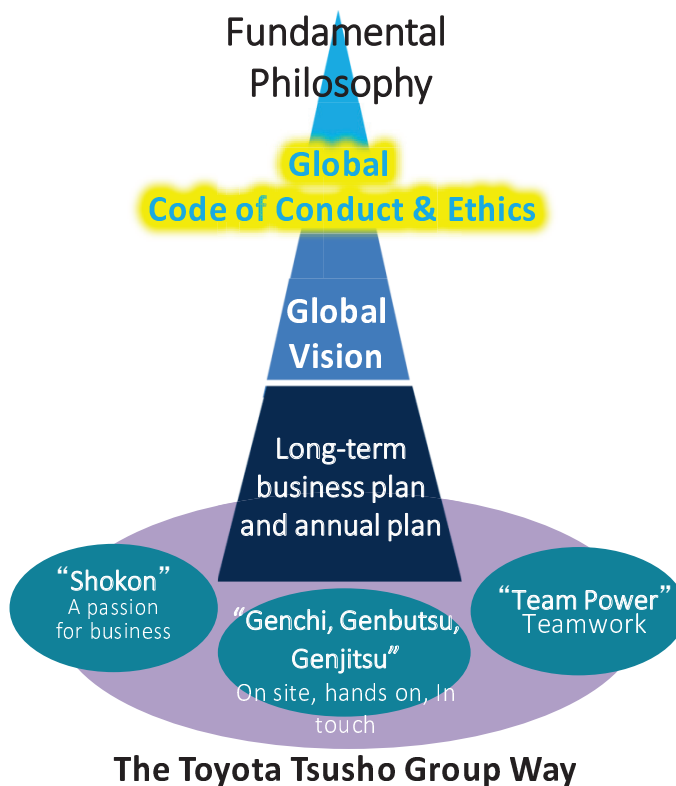 Fundamental
Philosophy
Global
Code of Conduct & Ethics
Global
Vision
Long-term
business plan
and annual plan
“Shokon”
A passion
for business
“Genchi, Genbutsu,
Genjitsu”
On site, hands on, In
touch
“Team Power”
Teamwork
The Toyota Tsusho Group Way